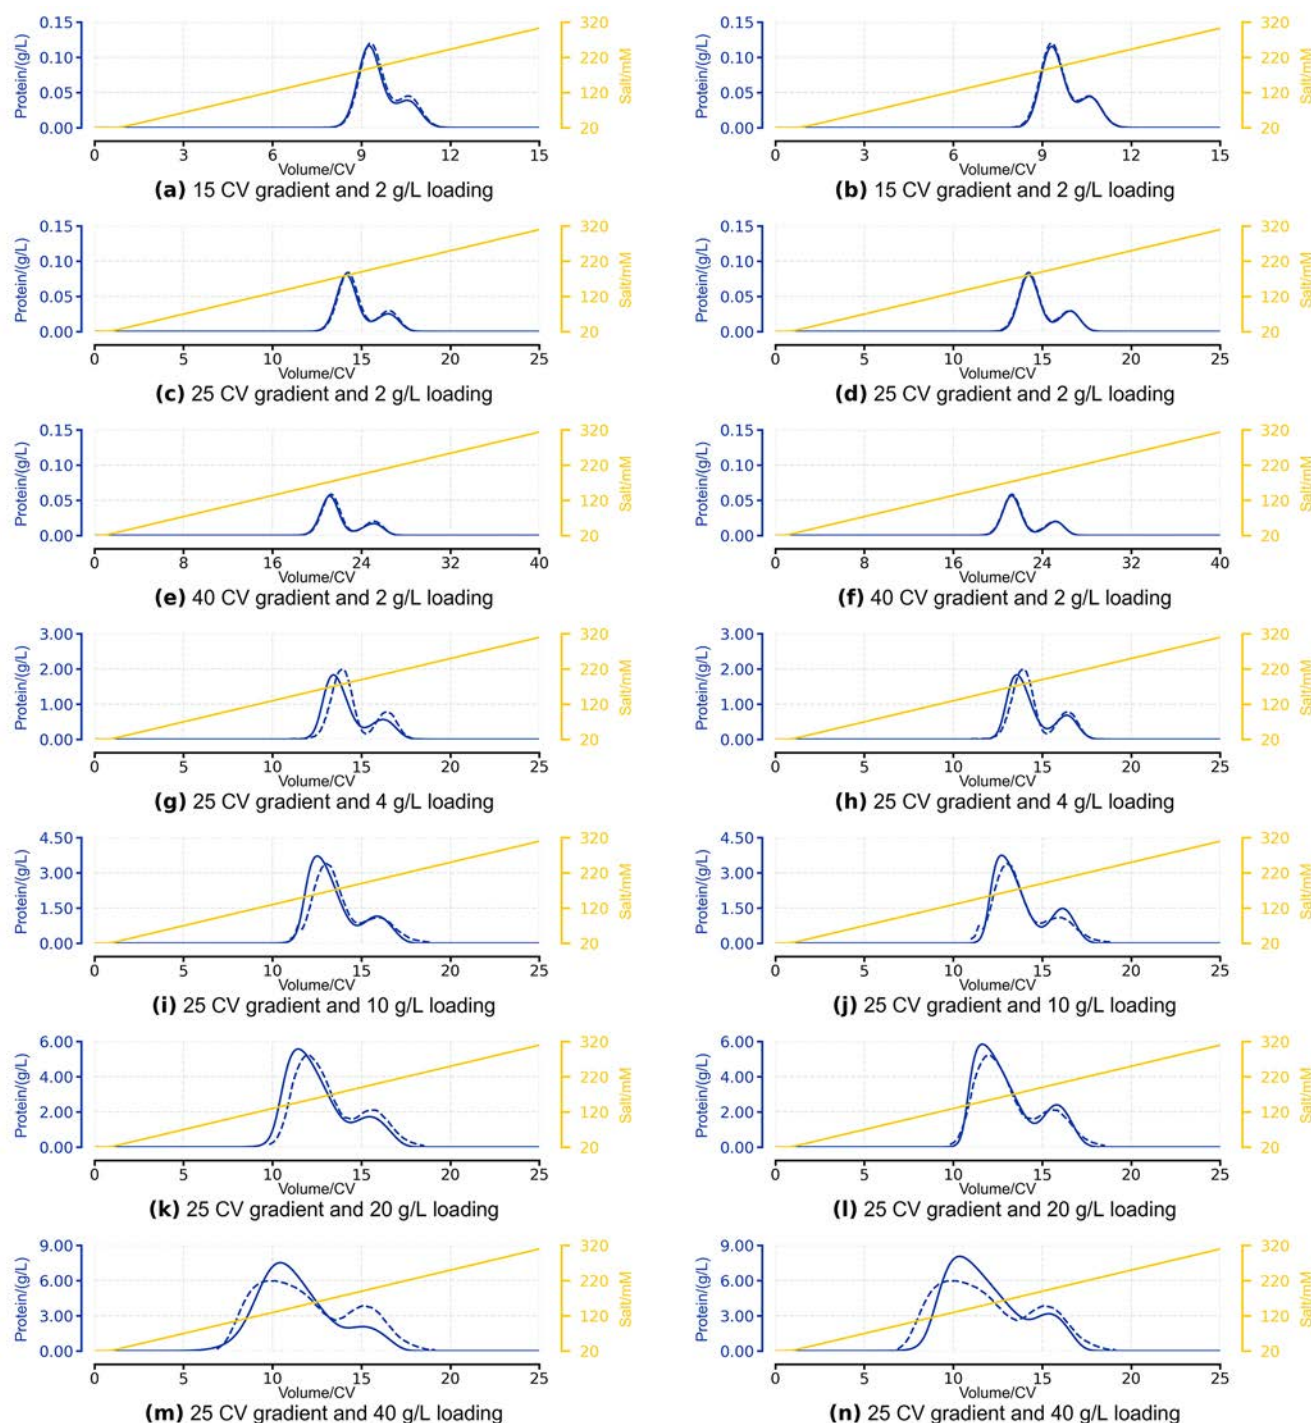 0.15 0.10 0.05 0.00 Protein/(g/L) 320 220 120 20 Salt/mM
0 3 6 9 12 15
Volume/CV
(a) 15 CV gradient and 2 g/L loading
0.15 0.10 0.05 0.00 Protein/(g/L) 320 220 120 20 Salt/mM
0 3 6 9 12 15
Volume/CV
(b) 15 CV gradient and 2 g/L loading
0.15 0.10 0.05 0.00 Protein/(g/L) 320 220 120 20 Salt/mM
0 5 10 15 20 25
Volume/CV
(c) 25 CV gradient and 2 g/L loading
0.15 0.10 0.05 0.00 Protein/(g/L) 320 220 120 20 Salt/mM
0 5 10 15 20 25
Volume/CV
(d) 25 CV gradient and 2 g/L loading
0.15 0.10 0.05 0.00 Protein/(g/L) 320 220 120 20 Salt/mM
0 8 16 24 32 40
Volume/CV
(e) 40 CV gradient and 2 g/L loading
0.15 0.10 0.05 0.00 Protein/(g/L) 320 220 120 20 Salt/mM
0 8 16 24 32 40
Volume/CV
(f) 40 CV gradient and 2 g/L loading
3.00 2.00 1.00 0.00 Protein/(g/L) 320 220 120 20 Salt/mM
0 5 10 15 20 25
Volume/CV
(g) 25 CV gradient and 4 g/L loading
3.00 2.00 1.00 0.00 Protein/(g/L) 320 220 120 20 Salt/mM
0 5 10 15 20 25
Volume/CV
(h) 25 CV gradient and 4 g/L loading
4.50 3.00 1.50 0.00 Protein/(g/L) 320 220 120 20 Salt/mM
0 5 10 15 20 25
Volume/CV
(i) 25 CV gradient and 10 g/L loading
4.50 3.00 1.50 0.00 Protein/(g/L) 320 220 120 20 Salt/mM
0 5 10 15 20 25
Volume/CV
(j) 25 CV gradient and 10 g/L loading
6.00 4.00 2.00 0.00 Protein/(g/L) 320 220 120 20 Salt/mM
0 5 10 15 20 25
Volume/CV
(k) 25 CV gradient and 20 g/L loading
6.00 4.00 2.00 0.00 Protein/(g/L) 320 220 120 20 Salt/mM
0 5 10 15 20 25
Volume/CV
(l) 25 CV gradient and 20 g/L loading
9.00 6.00 3.00 0.00 Protein/(g/L) 320 220 120 20 Salt/mM
0 5 10 15 20 25
Volume/CV
(m) 25 CV gradient and 40 g/L loading
9.00 6.00 3.00 0.00 Protein/(g/L) 320 220 120 20 Salt/mM
0 5 10 15 20 25
Volume/CV
(n) 25 CV gradient and 40 g/L loading